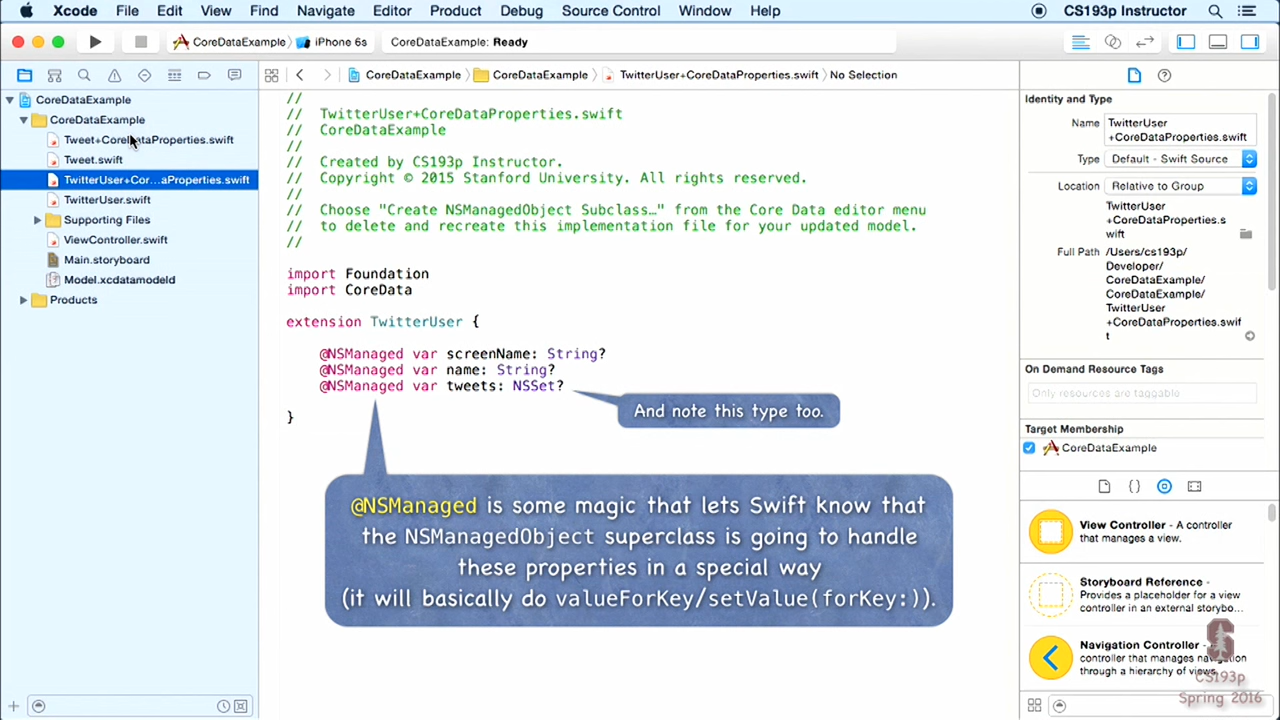 Xcode File Edit View Find Navigate Editor Product Debug Source Control Window Help CS193p Instructor
CoreDataExample iPhone 6s CoreDataExample: Ready
CoreDataExample CoreDataExample TwitterUser+CoreDataProperties.swift No Selection
CoreDataExample
CoreDataExample
Tweet+CoreDataProperties.swift
Tweet.swift
TwitterUser+Cor...aProperties.swift
TwitterUser.swift
Supporting Files
ViewController.swift
Main.storyboard
Model.xcdatamodeld
Products
//
// TwitterUser+CoreDataProperties.swift
// CoreDataExample
//
// Created by CS193p Instructor.
// Copyright © 2015 Stanford University. All rights reserved.
//
// Choose "Create NSManagedObject Subclass…" from the Core Data editor menu
// to delete and recreate this implementation file for your updated model.
//
import Foundation
import CoreData
extension TwitterUser {
@NSManaged var screenName: String?
@NSManaged var name: String?
@NSManaged var tweets: NSSet?
}
And note this type too.
@NSManaged is some magic that lets Swift know that
the NSManagedObject superclass is going to handle
these properties in a special way
(it will basically do valueForKey/setValue(forKey:)).
Identity and Type
Name TwitterUser
+CoreDataProperties.swift
Type Default - Swift Source
Location Relative to Group
TwitterUser
+CoreDataProperties.s
wift
Full Path /Users/cs193p/
Developer/
CoreDataExample/
CoreDataExample/
TwitterUser
+CoreDataProperties.swif
t
On Demand Resource Tags
Only resources are taggable
Target Membership
CoreDataExample
View Controller - A controller
that manages a view.
Storyboard Reference -
Provides a placeholder for a view
controller in an external storybo...
Navigation Controller -
controller that manages navigation
through a hierarchy of views.
CS193p
Spring 2016